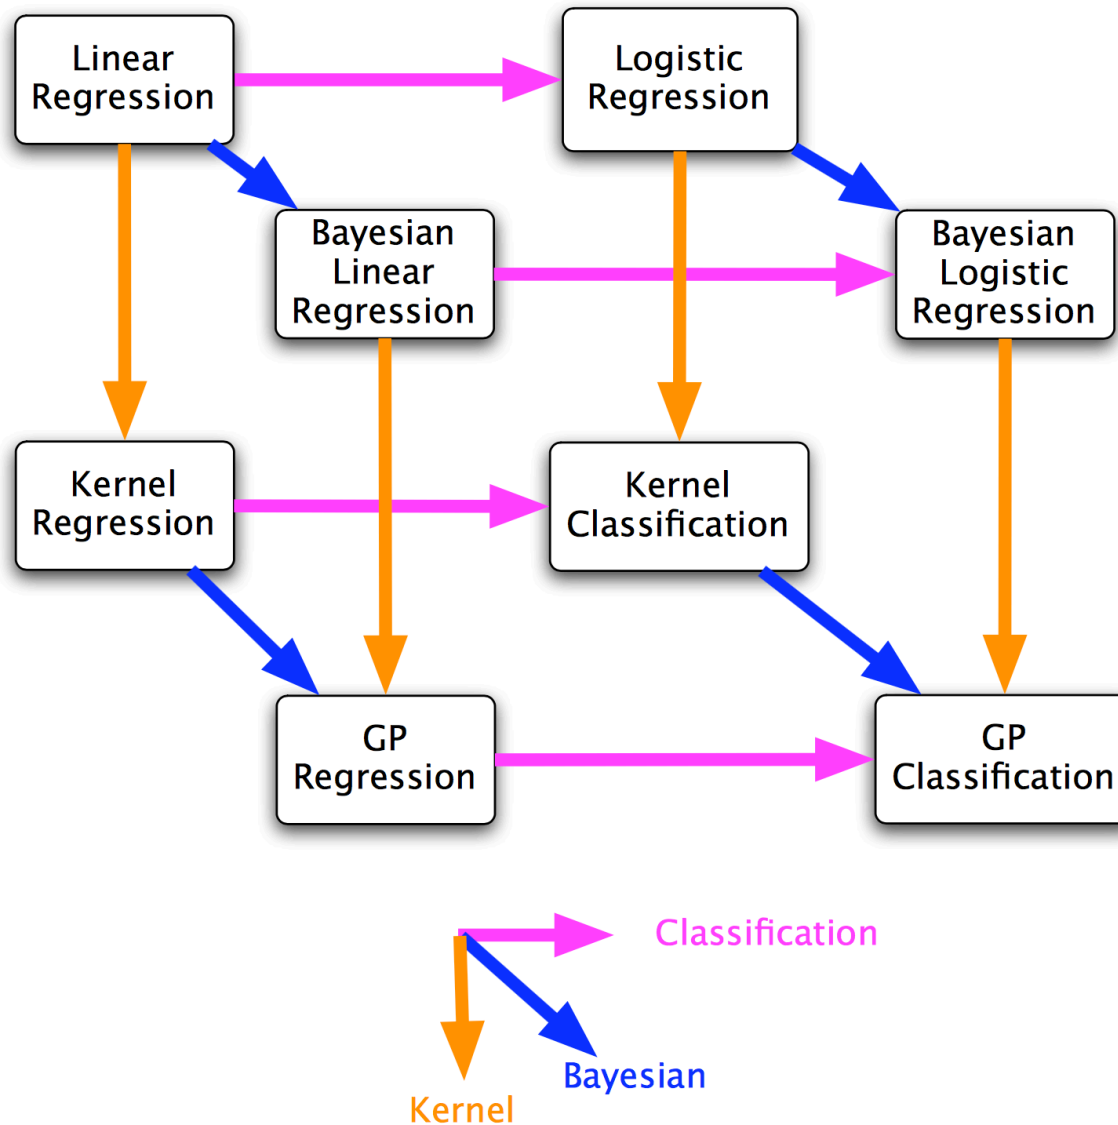 Linear
Regression
Logistic
Regression
Bayesian
Linear
Regression
Bayesian
Logistic
Regression
Kernel
Regression
Kernel
Classification
GP
Regression
GP
Classification
Classification
Bayesian
Kernel